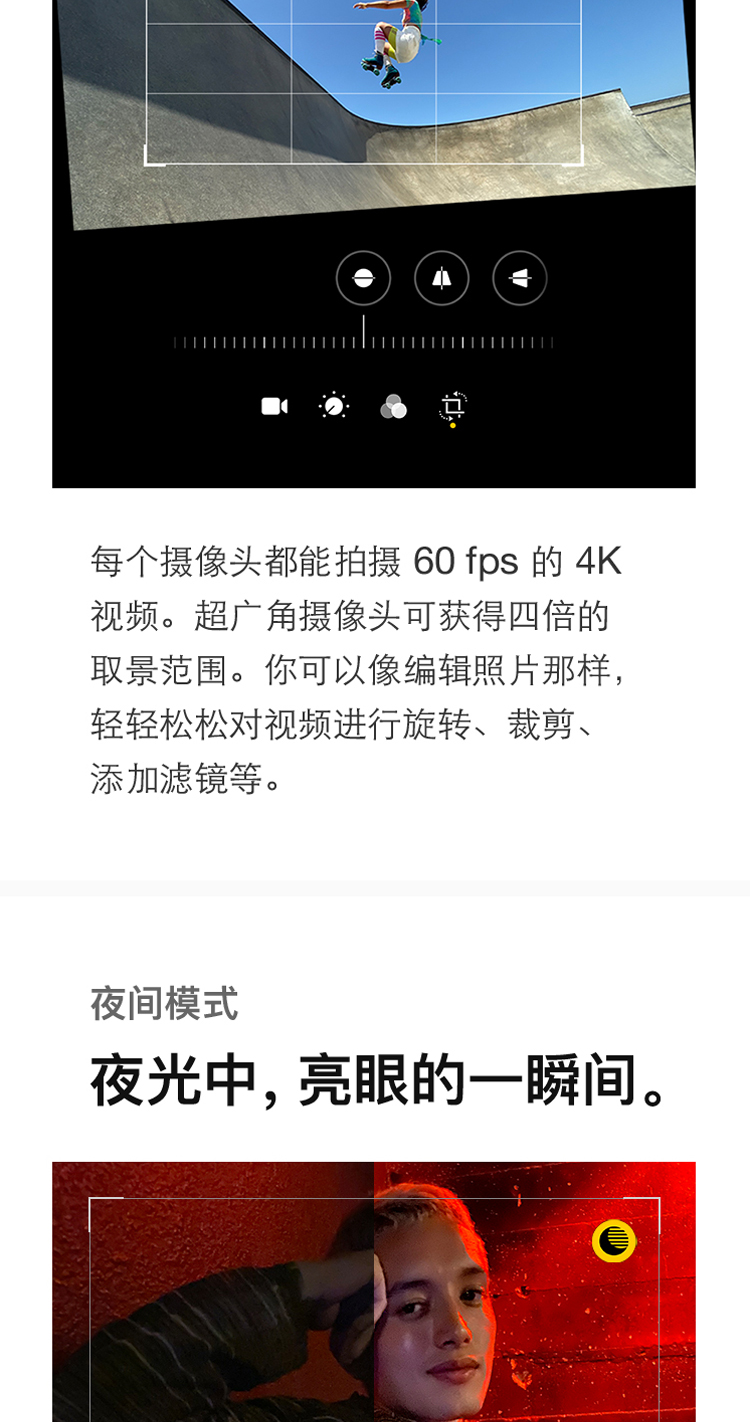 每个摄像头都能拍摄 60 fps 的 4K
视频。超广角摄像头可获得四倍的
取景范围。你可以像编辑照片那样，
轻轻松松对视频进行旋转、裁剪、
添加滤镜等。
夜间模式
夜光中，亮眼的一瞬间。